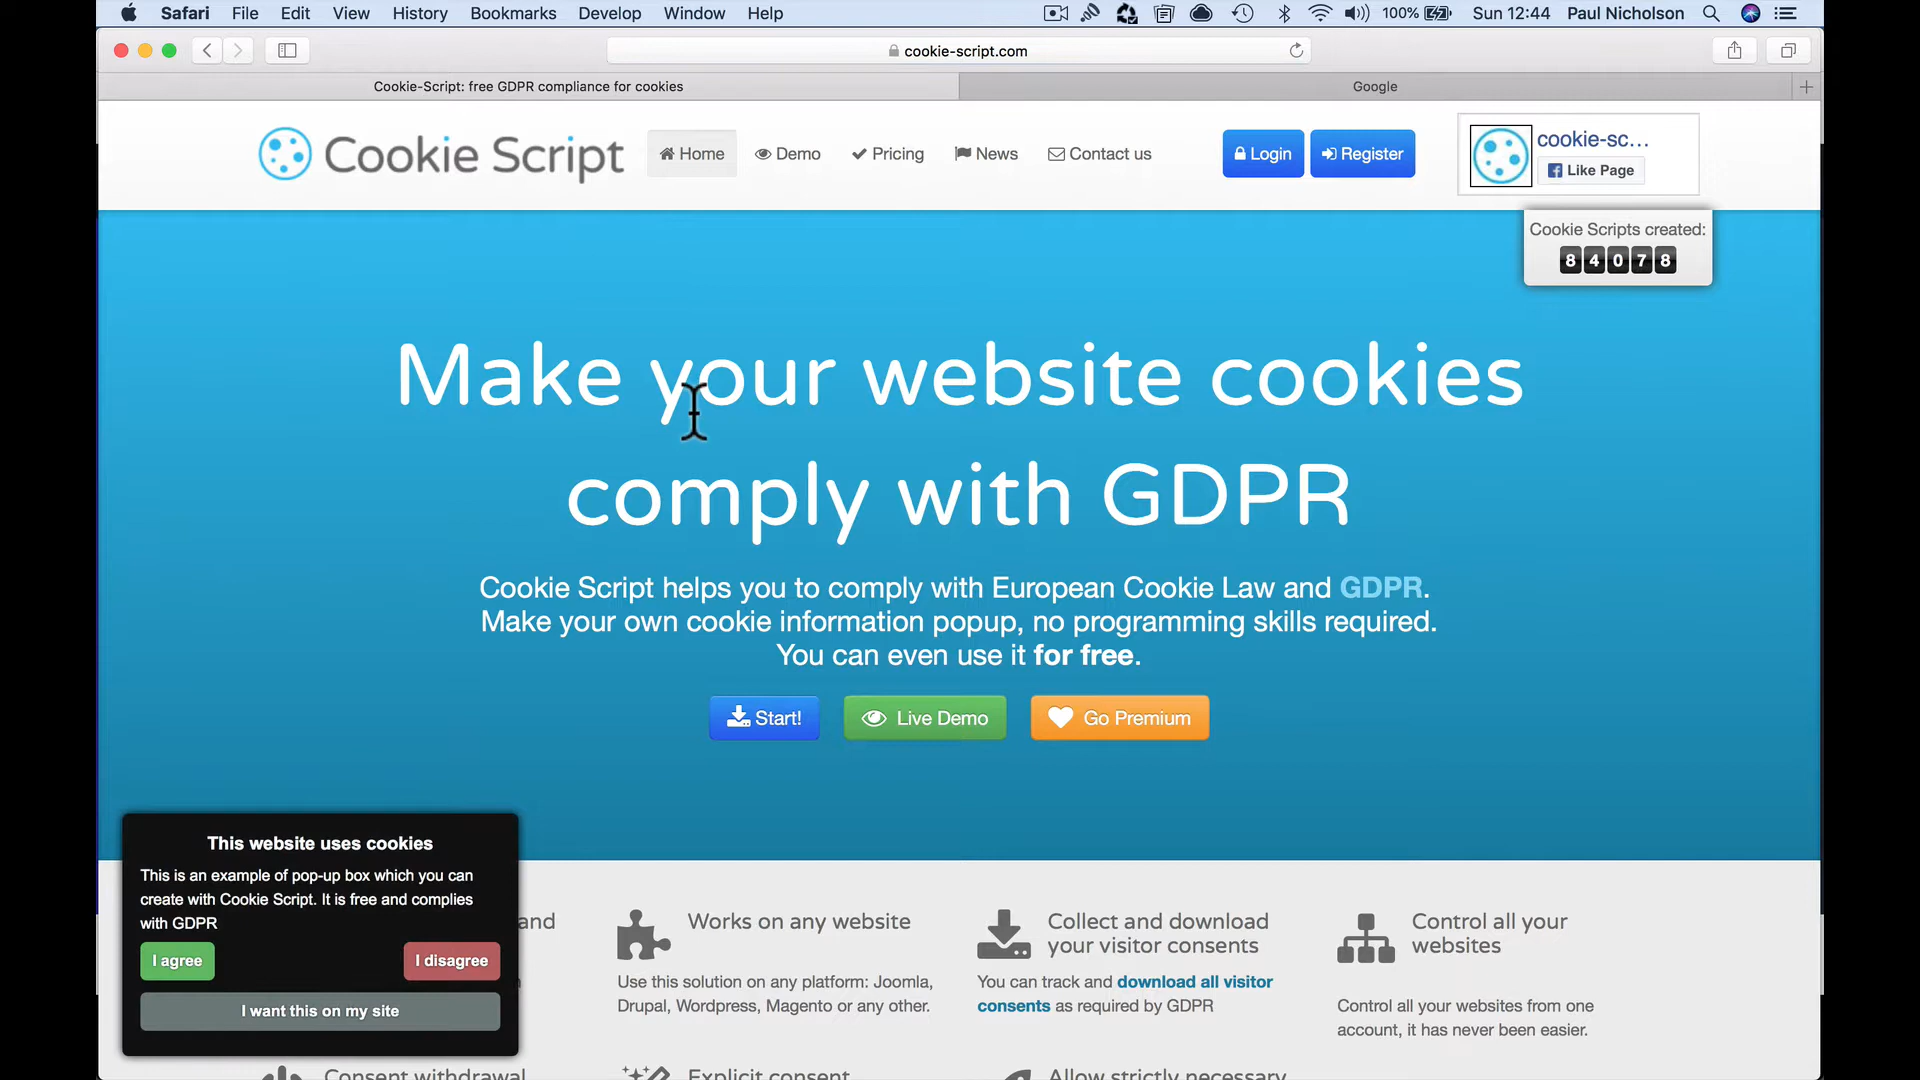 Safari File Edit View History Bookmarks Develop Window Help 100% Sun 12:44 Paul Nicholson
cookie-script.com
Cookie-Script: free GDPR compliance for cookies
Google
Cookie Script
Home
Demo
Pricing
News
Contact us
Login
Register
cookie-sc...
Like Page
Cookie Scripts created:
84078
Make your website cookies
comply with GDPR
Cookie Script helps you to comply with European Cookie Law and GDPR.
Make your own cookie information popup, no programming skills required.
You can even use it for free.
Start!
Live Demo
Go Premium
This website uses cookies
This is an example of pop-up box which you can
create with Cookie Script. It is free and complies
with GDPR
I agree
I disagree
I want this on my site
and
Works on any website
Use this solution on any platform: Joomla,
Drupal, Wordpress, Magento or any other.
Collect and download
your visitor consents
You can track and download all visitor
consents as required by GDPR
Control all your
websites
Control all your websites from one
account, it has never been easier.
Consent withdrawal
Explicit consent
Allow strictly necessary